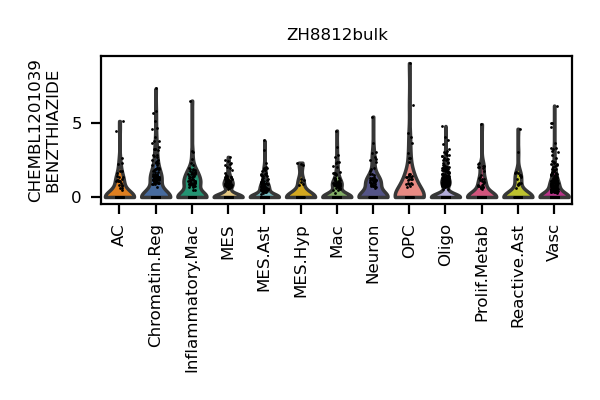 ZH8812bulk
CHEMBL1201039
BENZTHIAZIDE
5
0
AC
Chromatin.Reg
Inflammatory.Mac
MES
MES.Ast
MES.Hyp
Mac
Neuron
OPC
Oligo
Prolif.Metab
Reactive.Ast
Vasc